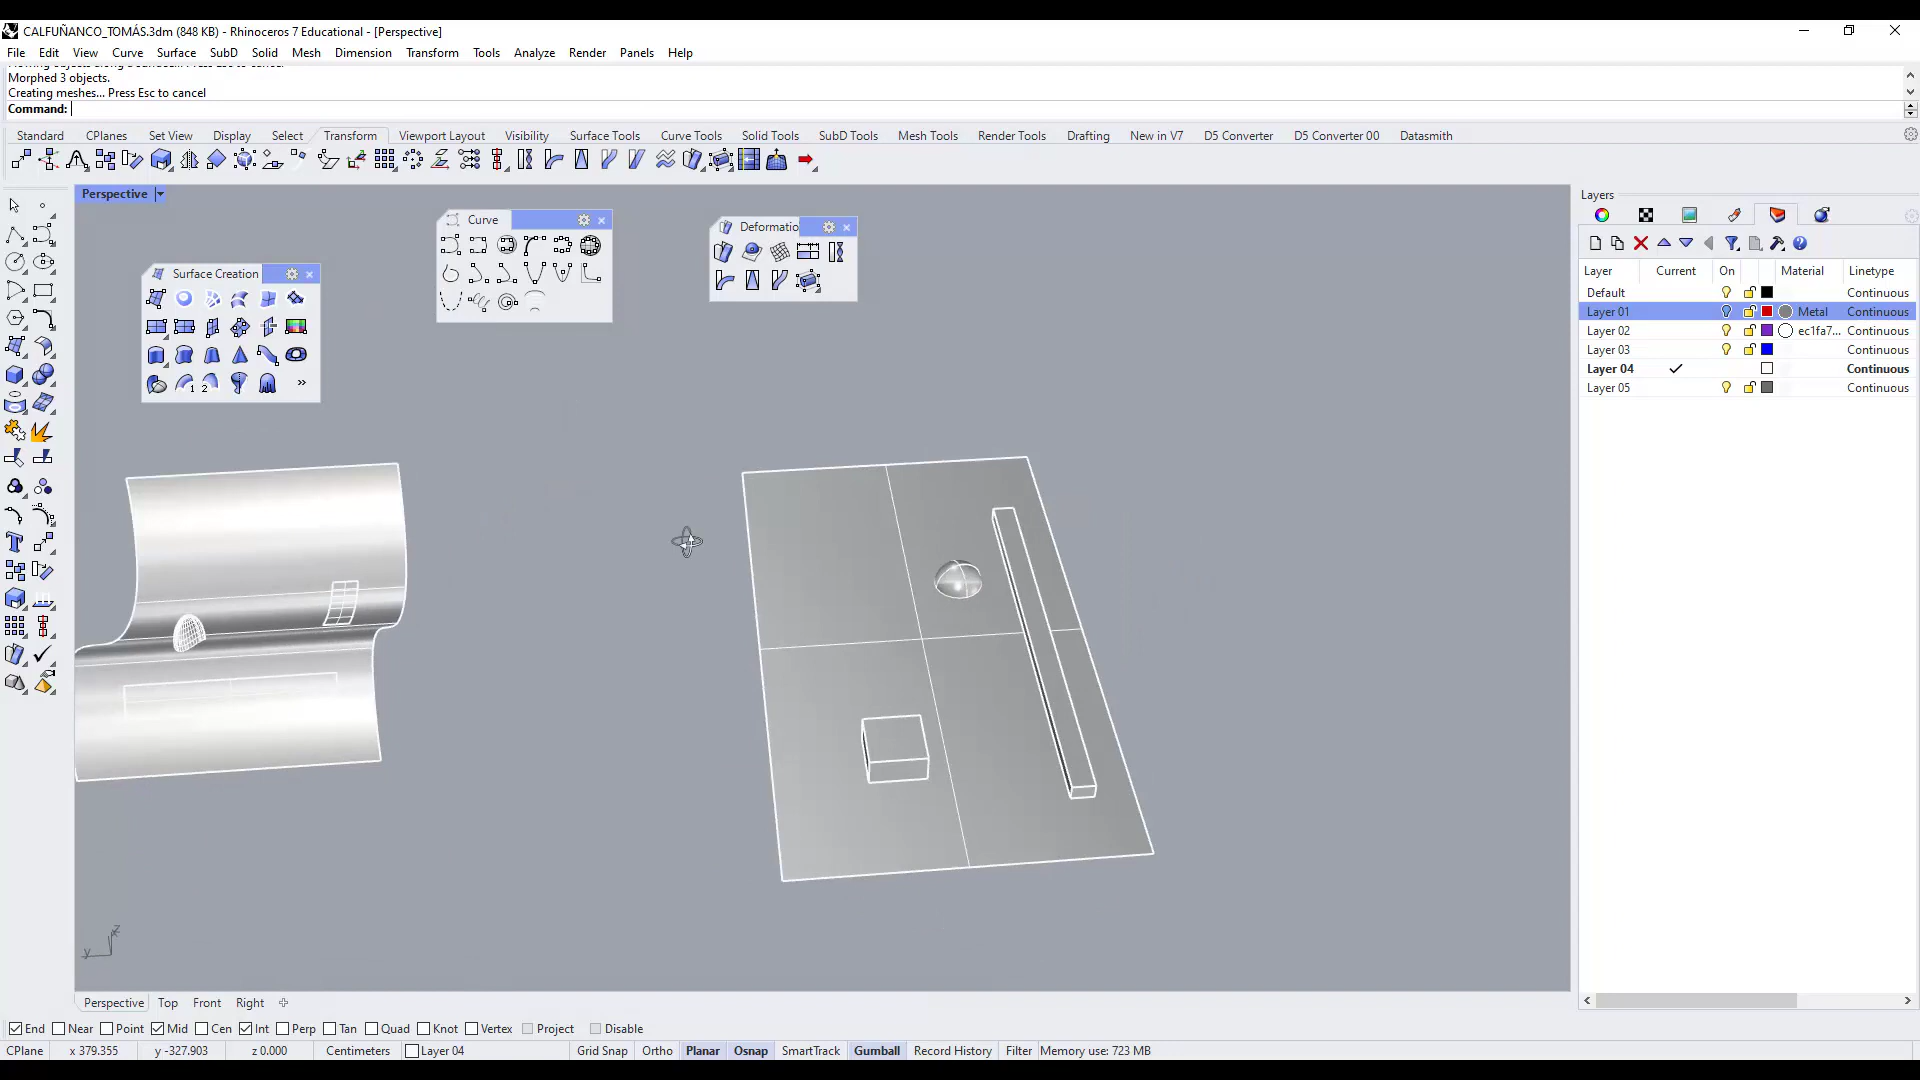 CALFUÑANCO_TOMÁS.3dm (848 KB) - Rhinoceros 7 Educational - [Perspective]
File Edit View Curve Surface SubD Solid Mesh Dimension Transform Tools Analyze Render Panels Help
Morphed 3 objects.
Creating meshes... Press Esc to cancel
Command:
Standard CPlanes Set View Display Select Transform Viewport Layout Visibility Surface Tools Curve Tools Solid Tools SubD Tools Mesh Tools Render Tools Drafting New in V7 D5 Converter D5 Converter 00 Datasmith
Perspective
Curve
Deformatio
Surface Creation
1 2
Layers
Layer Current On Material Linetype
Default Continuous
Layer 01 Metal Continuous
Layer 02 ec1fa7... Continuous
Layer 03 Continuous
Layer 04 Continuous
Layer 05 Continuous
z
y
Perspective Top Front Right
End Near Point Mid Cen Int Perp Tan Quad Knot Vertex Project Disable
CPlane x 379.355 y -327.903 z 0.000 Centimeters Layer 04 Grid Snap Ortho Planar Osnap SmartTrack Gumball Record History Filter Memory use: 723 MB